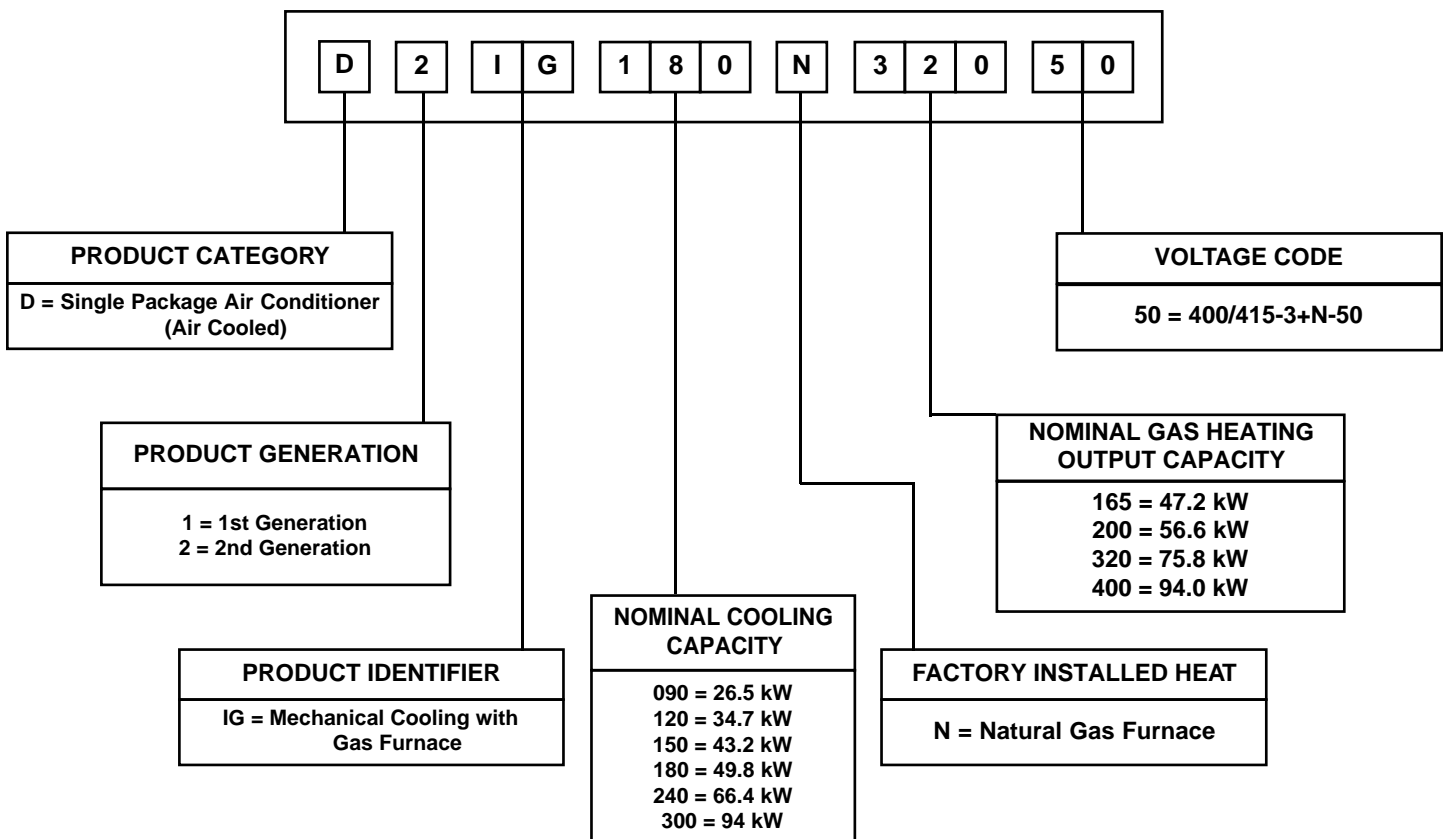 D 2 I G 1 8 0 N 3 2 0 5 0
PRODUCT CATEGORY
D = Single Package Air Conditioner
(Air Cooled)
VOLTAGE CODE
50 = 400/415-3+N-50
PRODUCT GENERATION
1 = 1st Generation
2 = 2nd Generation
NOMINAL GAS HEATING
OUTPUT CAPACITY
165 = 47.2 kW
200 = 56.6 kW
320 = 75.8 kW
400 = 94.0 kW
PRODUCT IDENTIFIER
IG = Mechanical Cooling with
Gas Furnace
NOMINAL COOLING
CAPACITY
090 = 26.5 kW
120 = 34.7 kW
150 = 43.2 kW
180 = 49.8 kW
240 = 66.4 kW
300 = 94 kW
FACTORY INSTALLED HEAT
N = Natural Gas Furnace